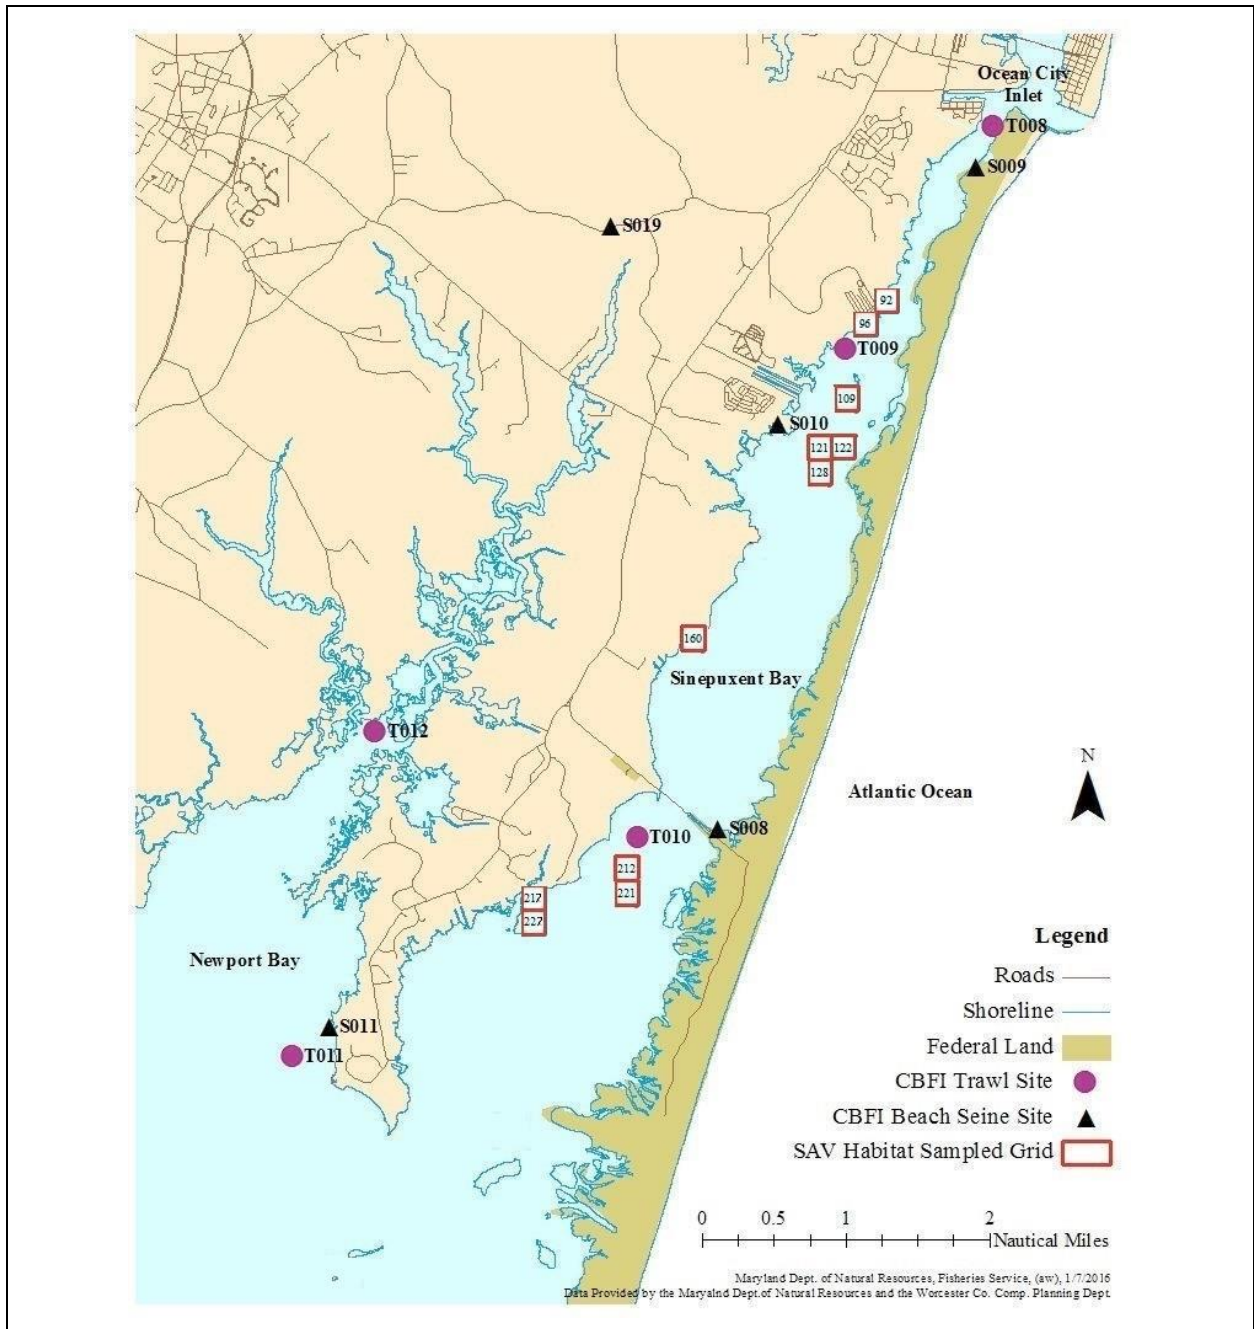 Ocean City
Inlet
T008
S009
S019
92
96
T009
109
S010
121
122
128
160
Sinepuxent Bay
T012
N
Atlantic Ocean
T010
S008
212
221
217
227
Newport Bay
S011
T011
Legend
Roads
Shoreline
Federal Land
CBFI Trawl Site
CBFI Beach Seine Site
SAV Habitat Sampled Grid
0 0.5 1 2
Nautical Miles
Maryland Dept. of Natural Resources, Fisheries Service, (aw), 1/7/2016
Data Provided by the Maryalnd Dept.of Natural Resources and the Worcester Co. Comp. Planning Dept.